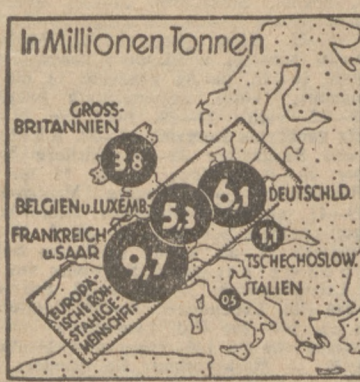 In Millionen Tonnen
GROSS-
BRITANNIEN
3,8
BELGIEN u. LUXEMB.
5,3
6,1
DEUTSCHLD.
FRANKREICH
u. SAAR
9,7
1,1
TSCHECHOSLOW.
ITALIEN
0,5
EUROPÄ-
ISCHE ROH-
STAHLGE-
MEINSCHFT.